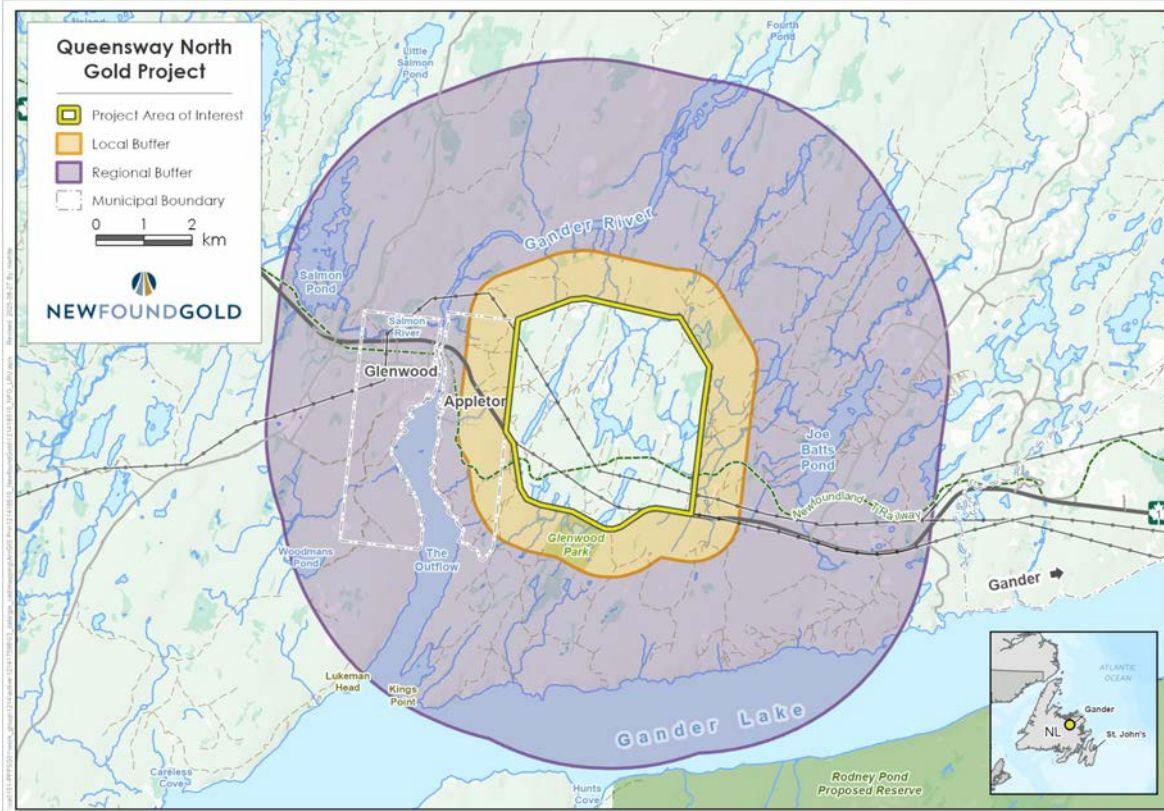 Queensway North
Gold Project
Project Area of Interest
Local Buffer
Regional Buffer
Municipal Boundary
0 1 2
km
NEWFOUNDGOLD
Little
Salmon
Pond
Fourth
Pond
Gander River
Salmon
Pond
Salmon
River
Glenwood
Appleton
Joe
Batts
Pond
Newfoundland T'Railway
Glenwood
Park
Woodmans
Pond
The
Outflow
Gander
Lukeman
Head
Kings
Point
Gander Lake
Careless
Cove
Hunts
Cove
Rodney Pond
Proposed Reserve
ATLANTIC
OCEAN
Gander
NL
St. John's